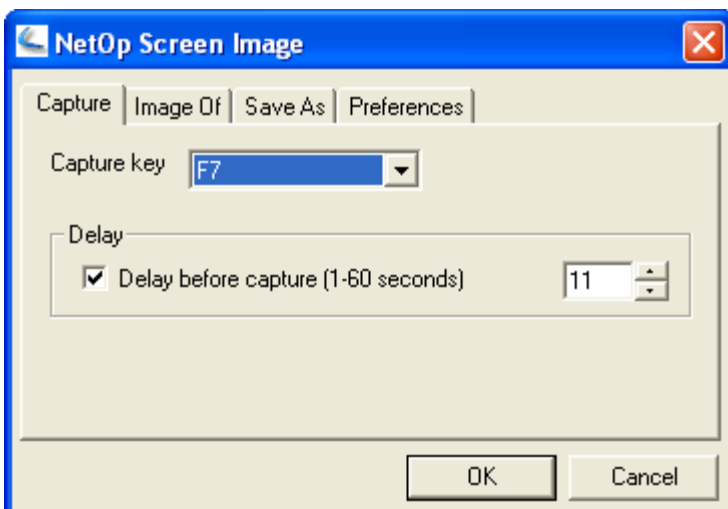 NetOp Screen Image
Capture Image Of Save As Preferences
Capture key F7
Delay
Delay before capture (1-60 seconds) 11
OK Cancel